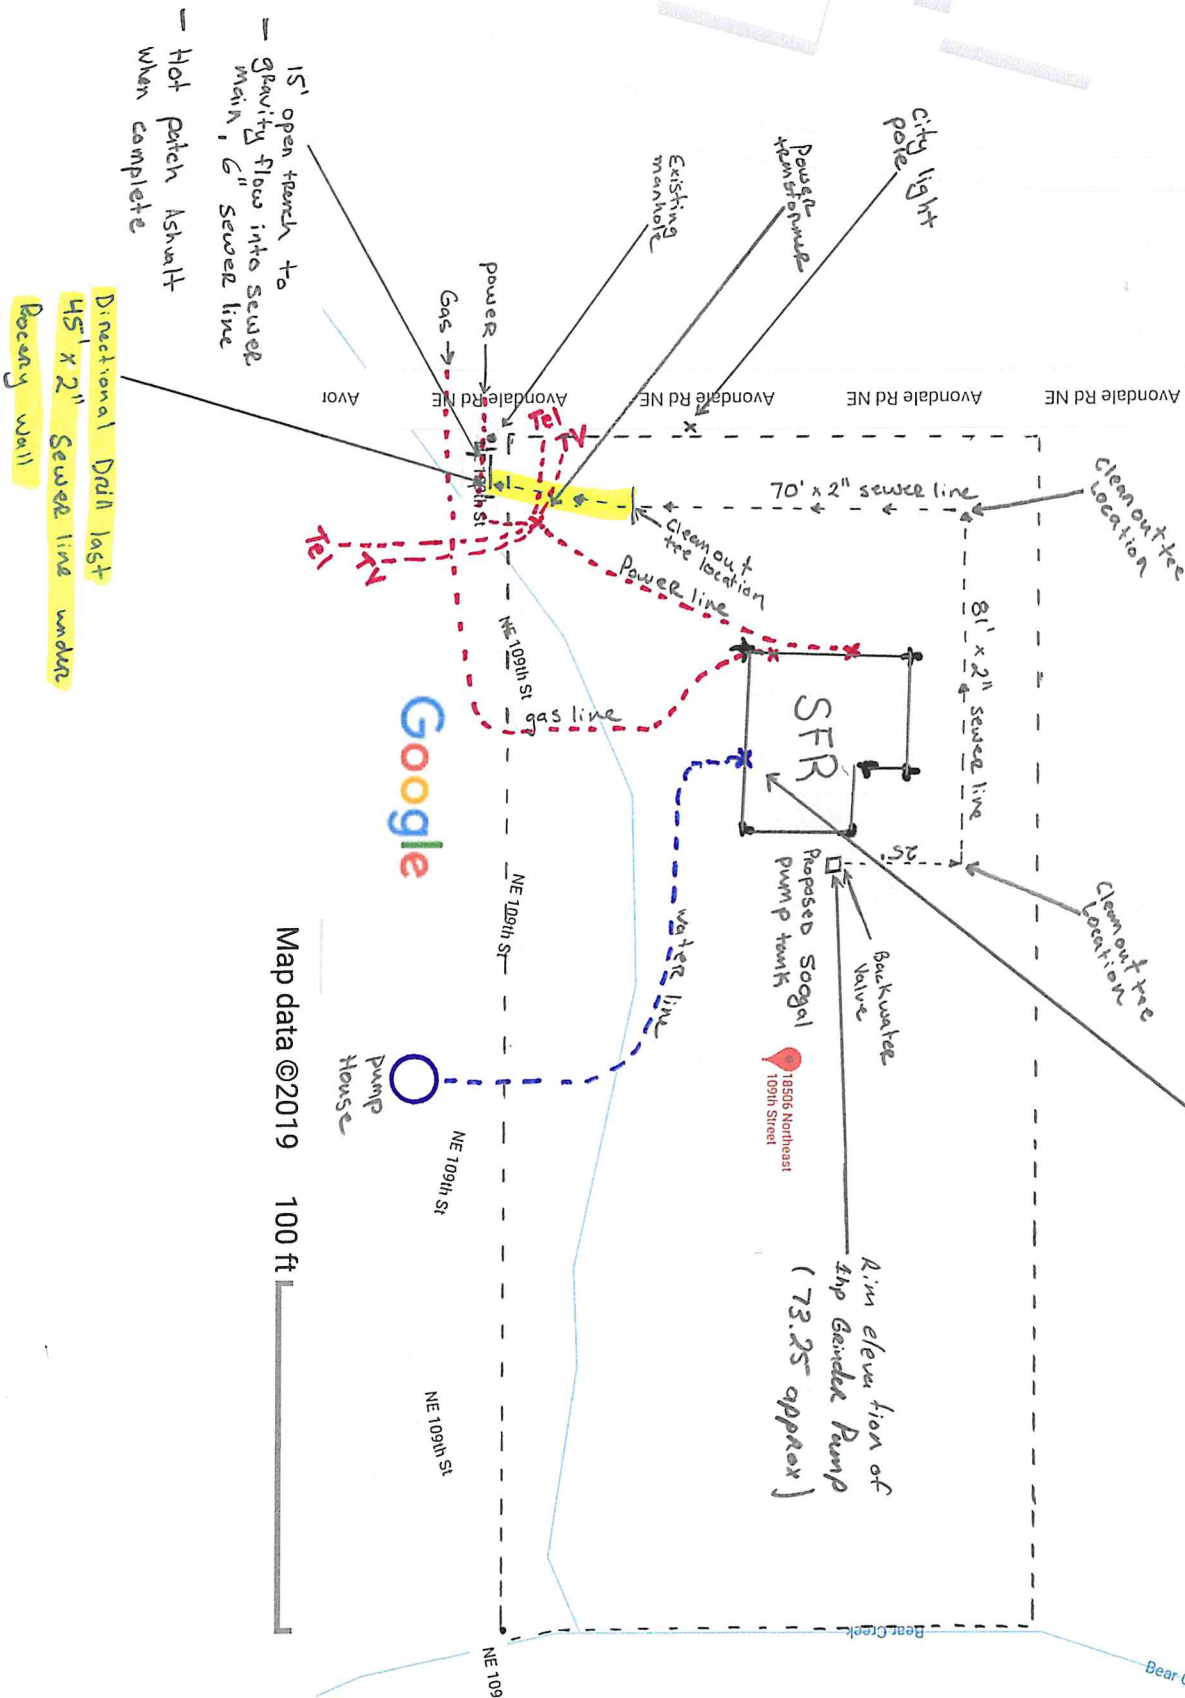 City light
pole
Power
transformer
Existing
manhole
power
Gas
15' open trench to
- gravity flow into sewer
main, 6" sewer line
- Hot patch Ashualt
when complete
Directional Drill last
45' x 2" Sewer line under
Rocery wall
Avor
Avondale Rd NE
Avondale Rd NE
Avondale Rd NE
Avondale Rd NE
Tel
TV
109th St
Tel
TV
70' x 2" sewer line
Clean out tee
Location
Clean out
tee location
Power line
81' x 2" sewer line
25'
Clean out tee
Location
SFR
gas line
water line
Proposed 500gal
pump tank
Backwater
Valve
18506 Northeast
109th Street
Rim elevation of
1hp Grinder Pump
(73.25 approx)
NE 109th St
NE 109th St
NE 109th St
NE 109th St
NE 109
Google
pump
House
Map data ©2019 100 ft
Bear Creek
Bear